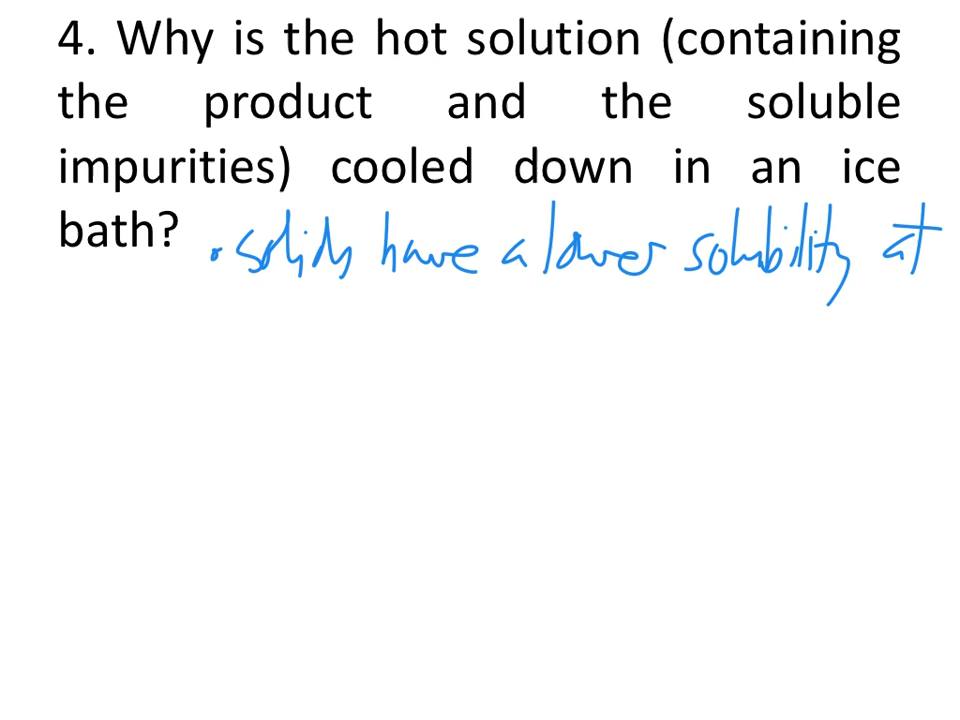 4. Why is the hot solution (containing
the product and the soluble
impurities) cooled down in an ice
bath? • solids have a lower solubility at